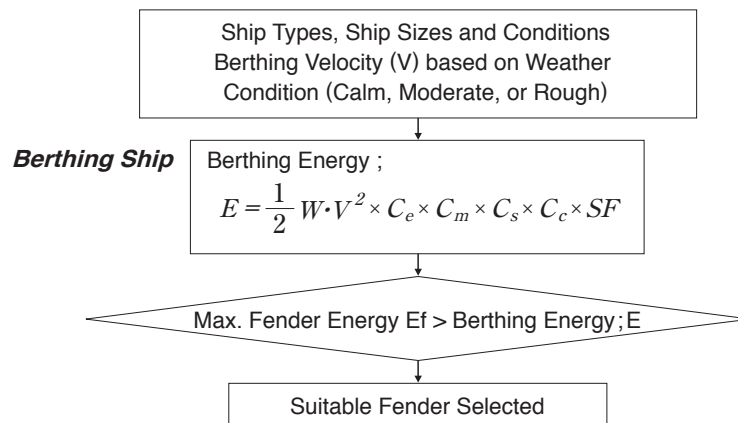 Ship Types, Ship Sizes and Conditions
Berthing Velocity (V) based on Weather
Condition (Calm, Moderate, or Rough)
Berthing Ship
Berthing Energy ;
E = 1/2 W·V² × Cₑ × Cₘ × Cₛ × C꜀ × SF
Max. Fender Energy Ef > Berthing Energy;E
Suitable Fender Selected